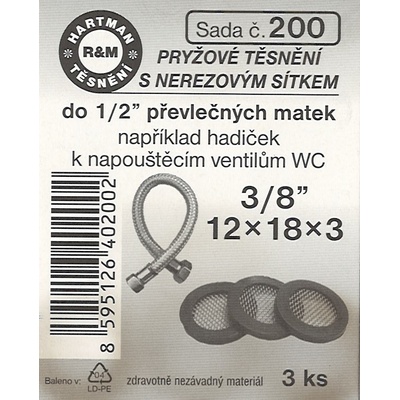 HARTMAN
R&M
TĚSNĚNÍ
Sada č. 200
PRYŽOVÉ TĚSNĚNÍ
S NEREZOVÝM SÍTKEM
do 1/2” převlečných matek
například hadiček
k napouštěcím ventilům WC
3/8”
12×18×3
8 595126 402002
Baleno v:
04
LD-PE
zdravotně nezávadný materiál
3 ks